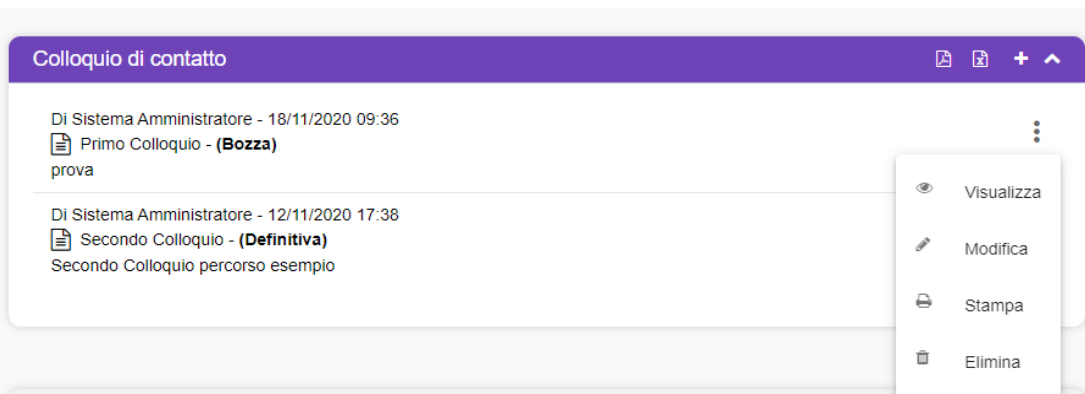 Colloquio di contatto
Di Sistema Amministratore - 18/11/2020 09:36
Primo Colloquio - (Bozza)
prova
Di Sistema Amministratore - 12/11/2020 17:38
Secondo Colloquio - (Definitiva)
Secondo Colloquio percorso esempio
Visualizza
Modifica
Stampa
Elimina